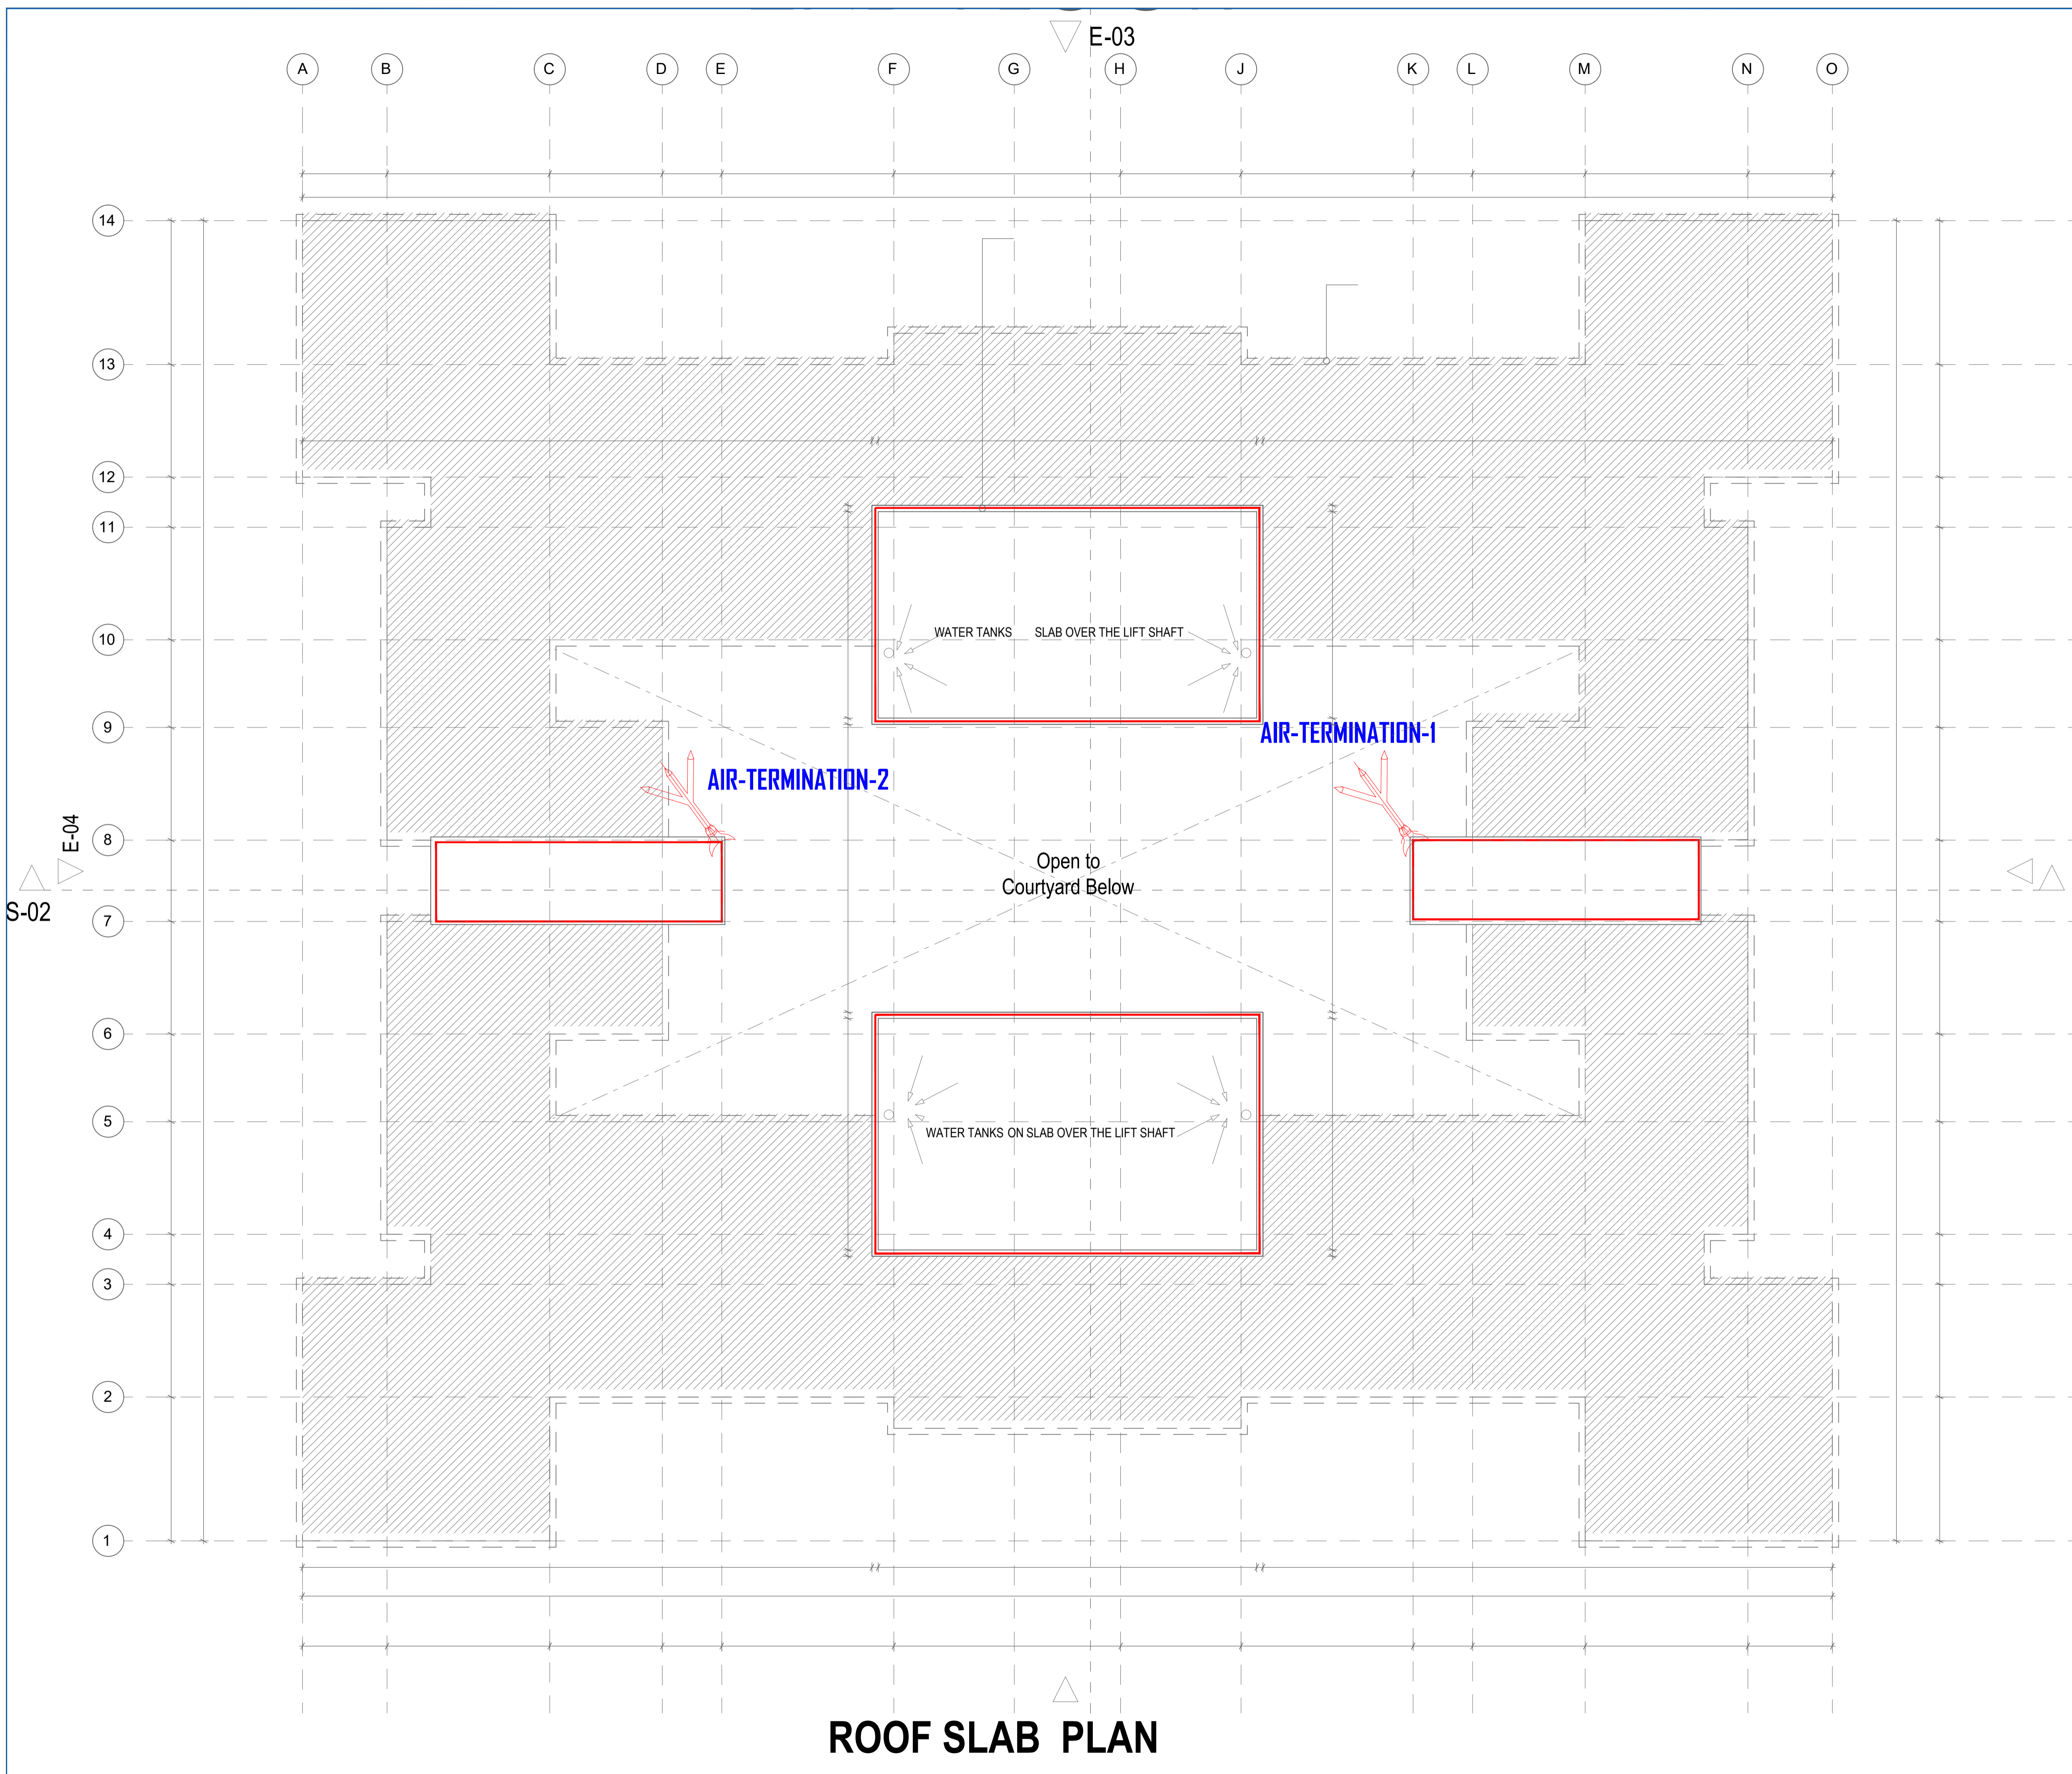 E-03
A B C D E F G H J K L M N O
14
13
12
11
10
WATER TANKS SLAB OVER THE LIFT SHAFT
9
AIR-TERMINATION-1
AIR-TERMINATION-2
E-04
8
Open to
Courtyard Below
S-02
7
6
5
WATER TANKS ON SLAB OVER THE LIFT SHAFT
4
3
2
1
ROOF SLAB PLAN